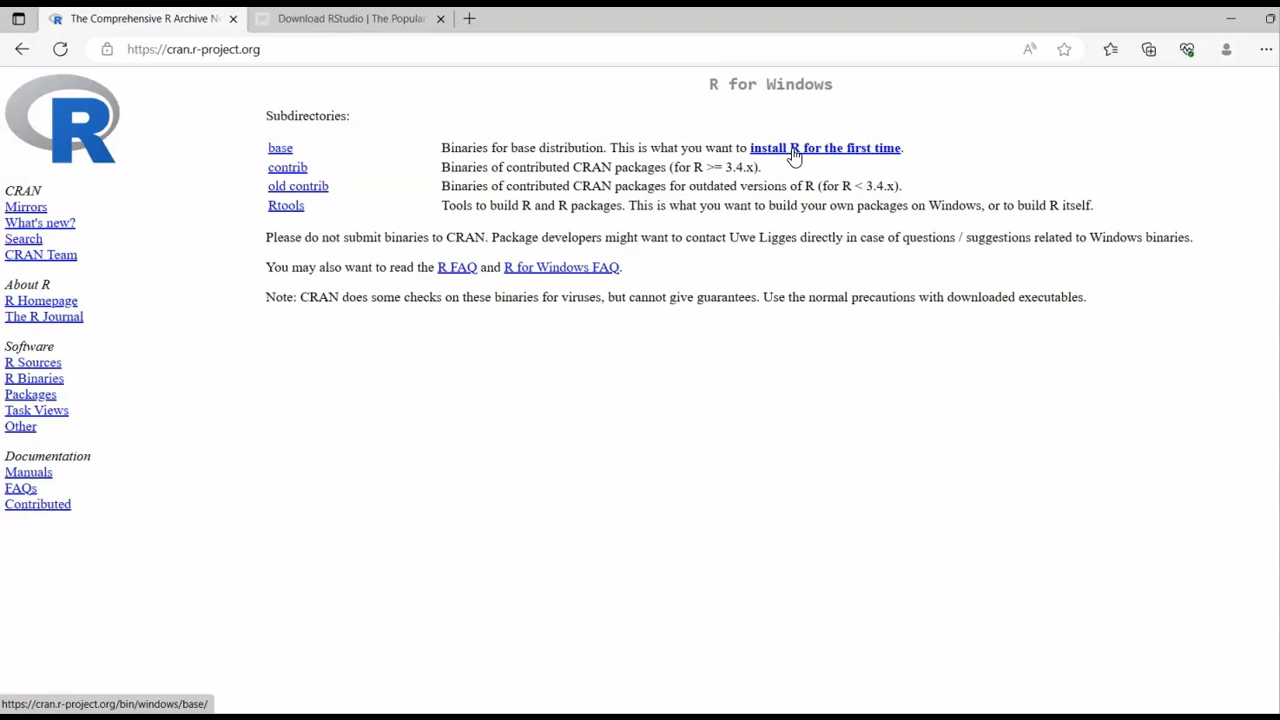 The Comprehensive R Archive N
Download RStudio | The Popular
https://cran.r-project.org
R
R for Windows
Subdirectories:
base Binaries for base distribution. This is what you want to install R for the first time.
contrib Binaries of contributed CRAN packages (for R >= 3.4.x).
old contrib Binaries of contributed CRAN packages for outdated versions of R (for R < 3.4.x).
Rtools Tools to build R and R packages. This is what you want to build your own packages on Windows, or to build R itself.
Please do not submit binaries to CRAN. Package developers might want to contact Uwe Ligges directly in case of questions / suggestions related to Windows binaries.
You may also want to read the R FAQ and R for Windows FAQ.
Note: CRAN does some checks on these binaries for viruses, but cannot give guarantees. Use the normal precautions with downloaded executables.
CRAN
Mirrors
What's new?
Search
CRAN Team
About R
R Homepage
The R Journal
Software
R Sources
R Binaries
Packages
Task Views
Other
Documentation
Manuals
FAQs
Contributed
https://cran.r-project.org/bin/windows/base/